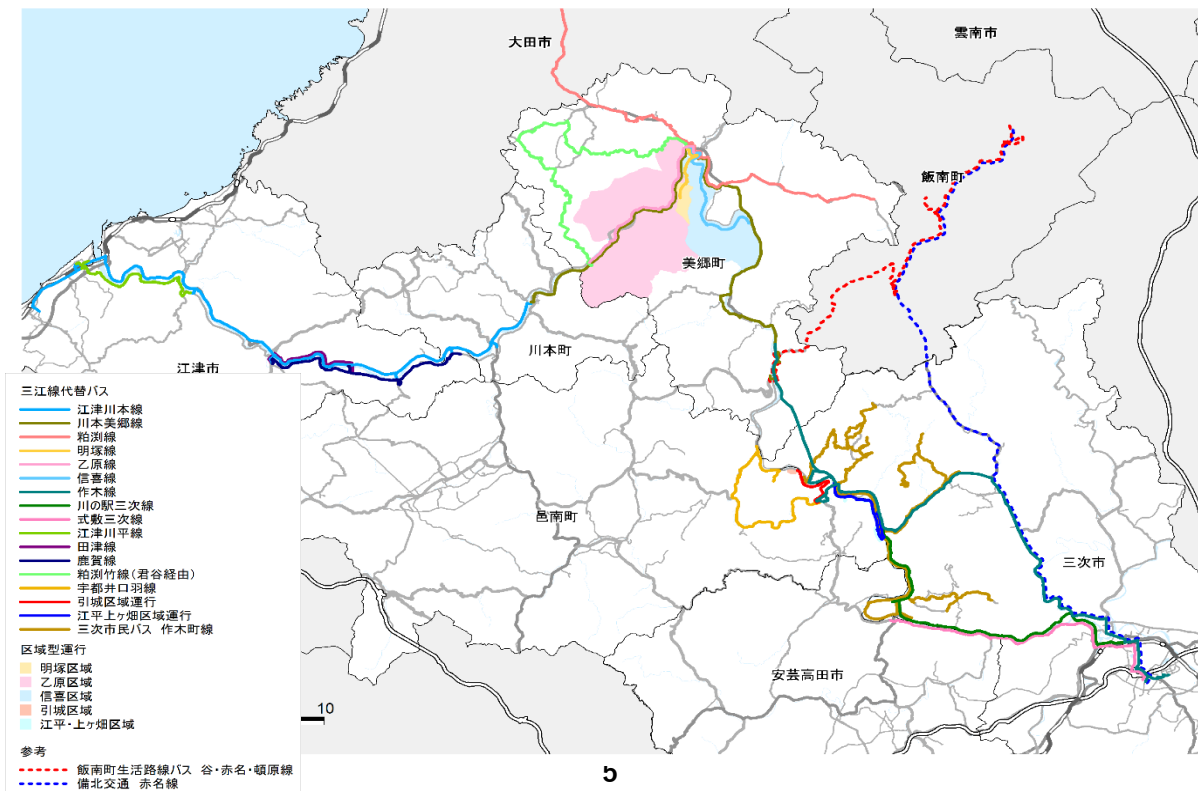 大田市
雲南市
飯南町
美郷町
川本町
江津市
邑南町
三次市
安芸高田市
三江線代替バス
江津川本線
川本美郷線
粕渕線
明塚線
乙原線
信喜線
作木線
川の駅三次線
式敷三次線
江津川平線
田津線
鹿賀線
粕渕竹線(君谷経由)
宇都井口羽線
引城区域運行
江平上ヶ畑区域運行
三次市民バス 作木町線
区域型運行
明塚区域
乙原区域
信喜区域
引城区域
江平・上ヶ畑区域
10
参考
飯南町生活路線バス 谷・赤名・頓原線
備北交通 赤名線
5